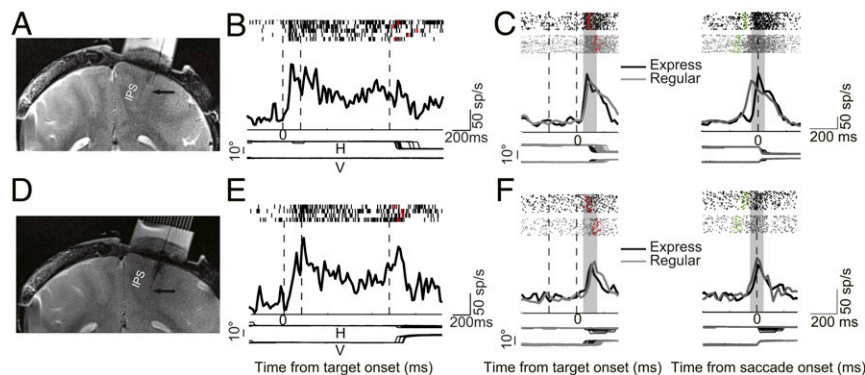 A
B
C
IPS
0
50 sp/s
200ms
10°
H
V
Express
Regular
0
0
50 sp/s
200 ms
10°
D
E
F
IPS
0
50 sp/s
200 ms
10°
H
V
Time from target onset (ms)
Express
Regular
0
0
50 sp/s
200 ms
10°
Time from target onset (ms)
Time from saccade onset (ms)